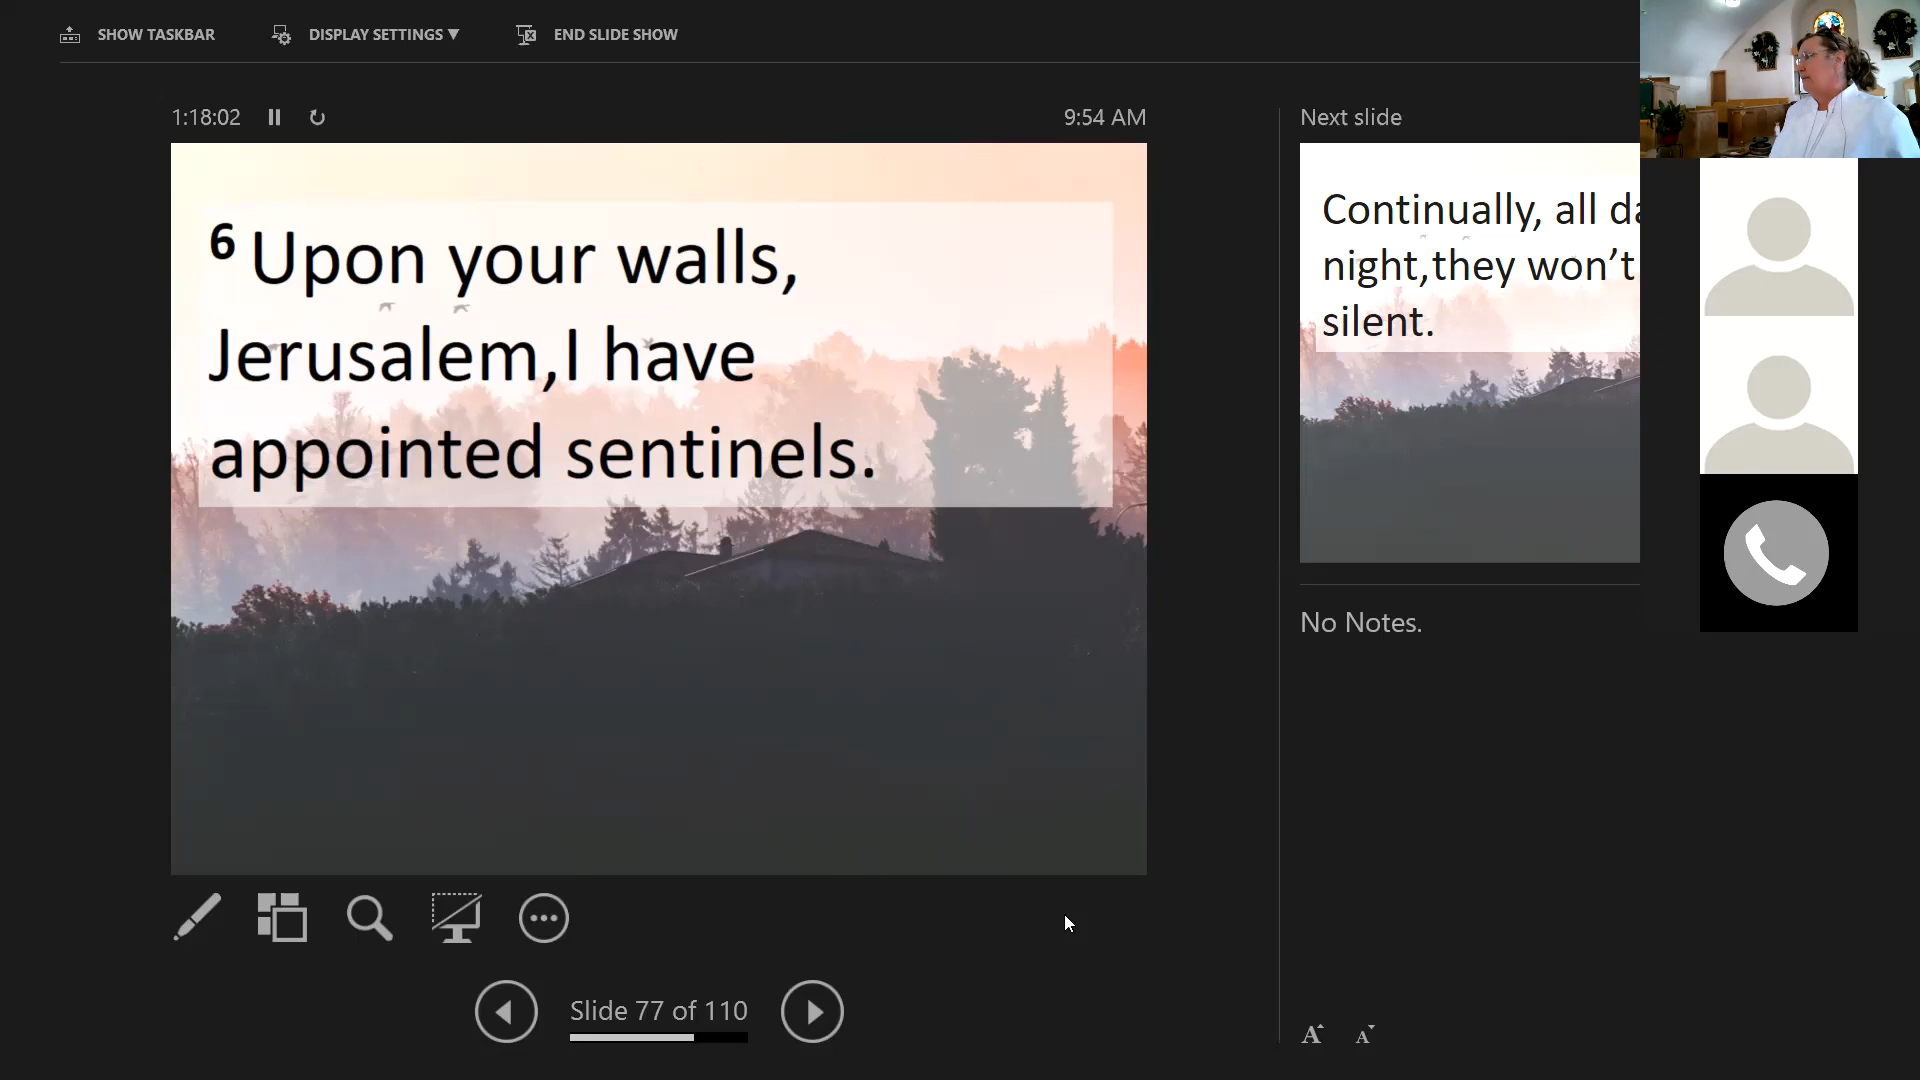 SHOW TASKBAR
DISPLAY SETTINGS ▼
END SLIDE SHOW
1:18:02
9:54 AM
6 Upon your walls,
Jerusalem,I have
appointed sentinels.
Slide 77 of 110
Next slide
Continually, all
night,they won’t
silent.
No Notes.
A A